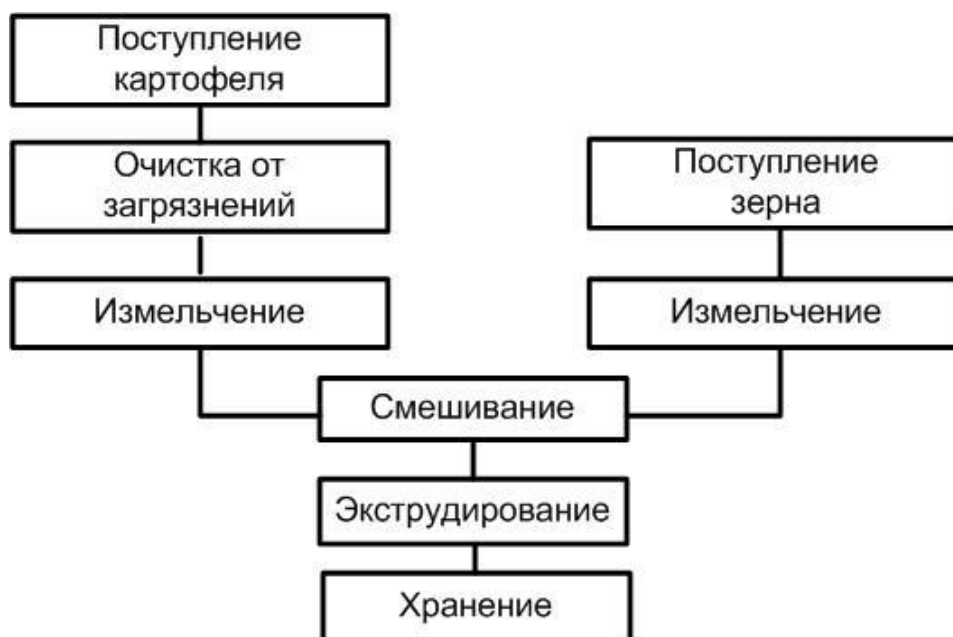 Поступление
картофеля
Очистка от
загрязнений
Поступление
зерна
Измельчение
Измельчение
Смешивание
Экструдирование
Хранение